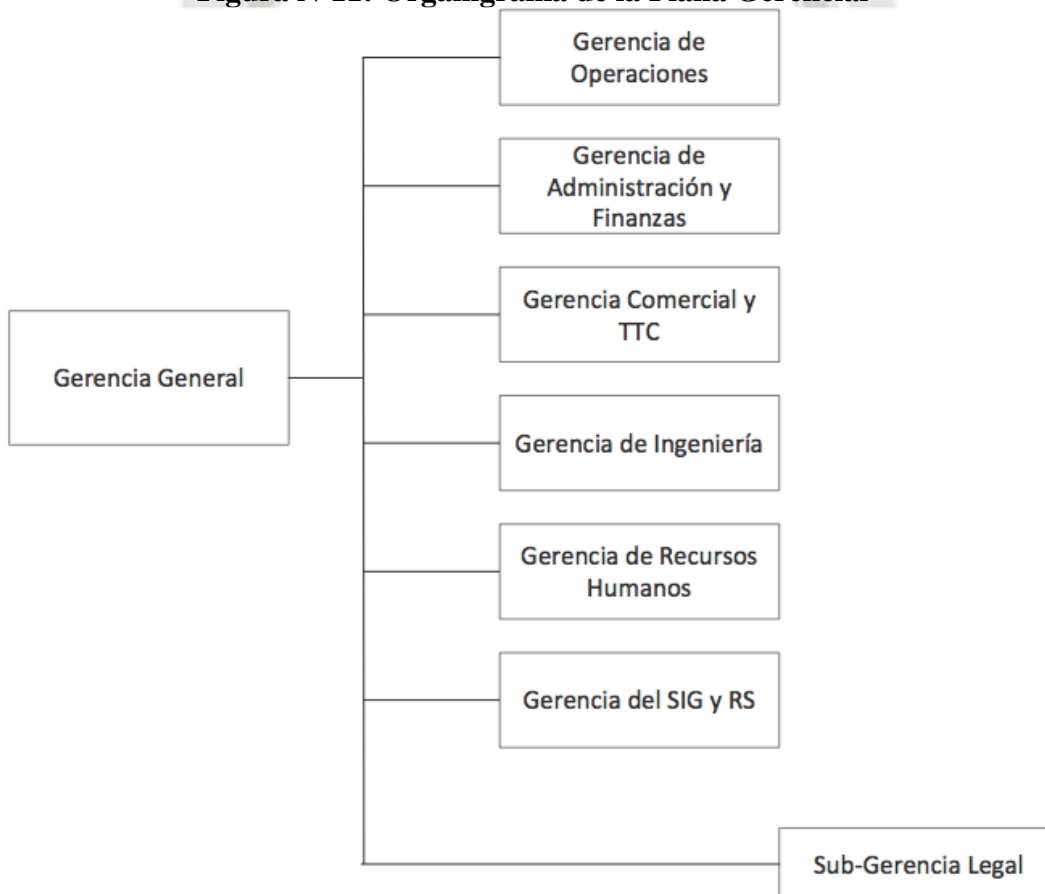 Gerencia de
Operaciones
Gerencia de
Administración y
Finanzas
Gerencia Comercial y
TTC
Gerencia General
Gerencia de Ingeniería
Gerencia de Recursos
Humanos
Gerencia del SIG y RS
Sub-Gerencia Legal